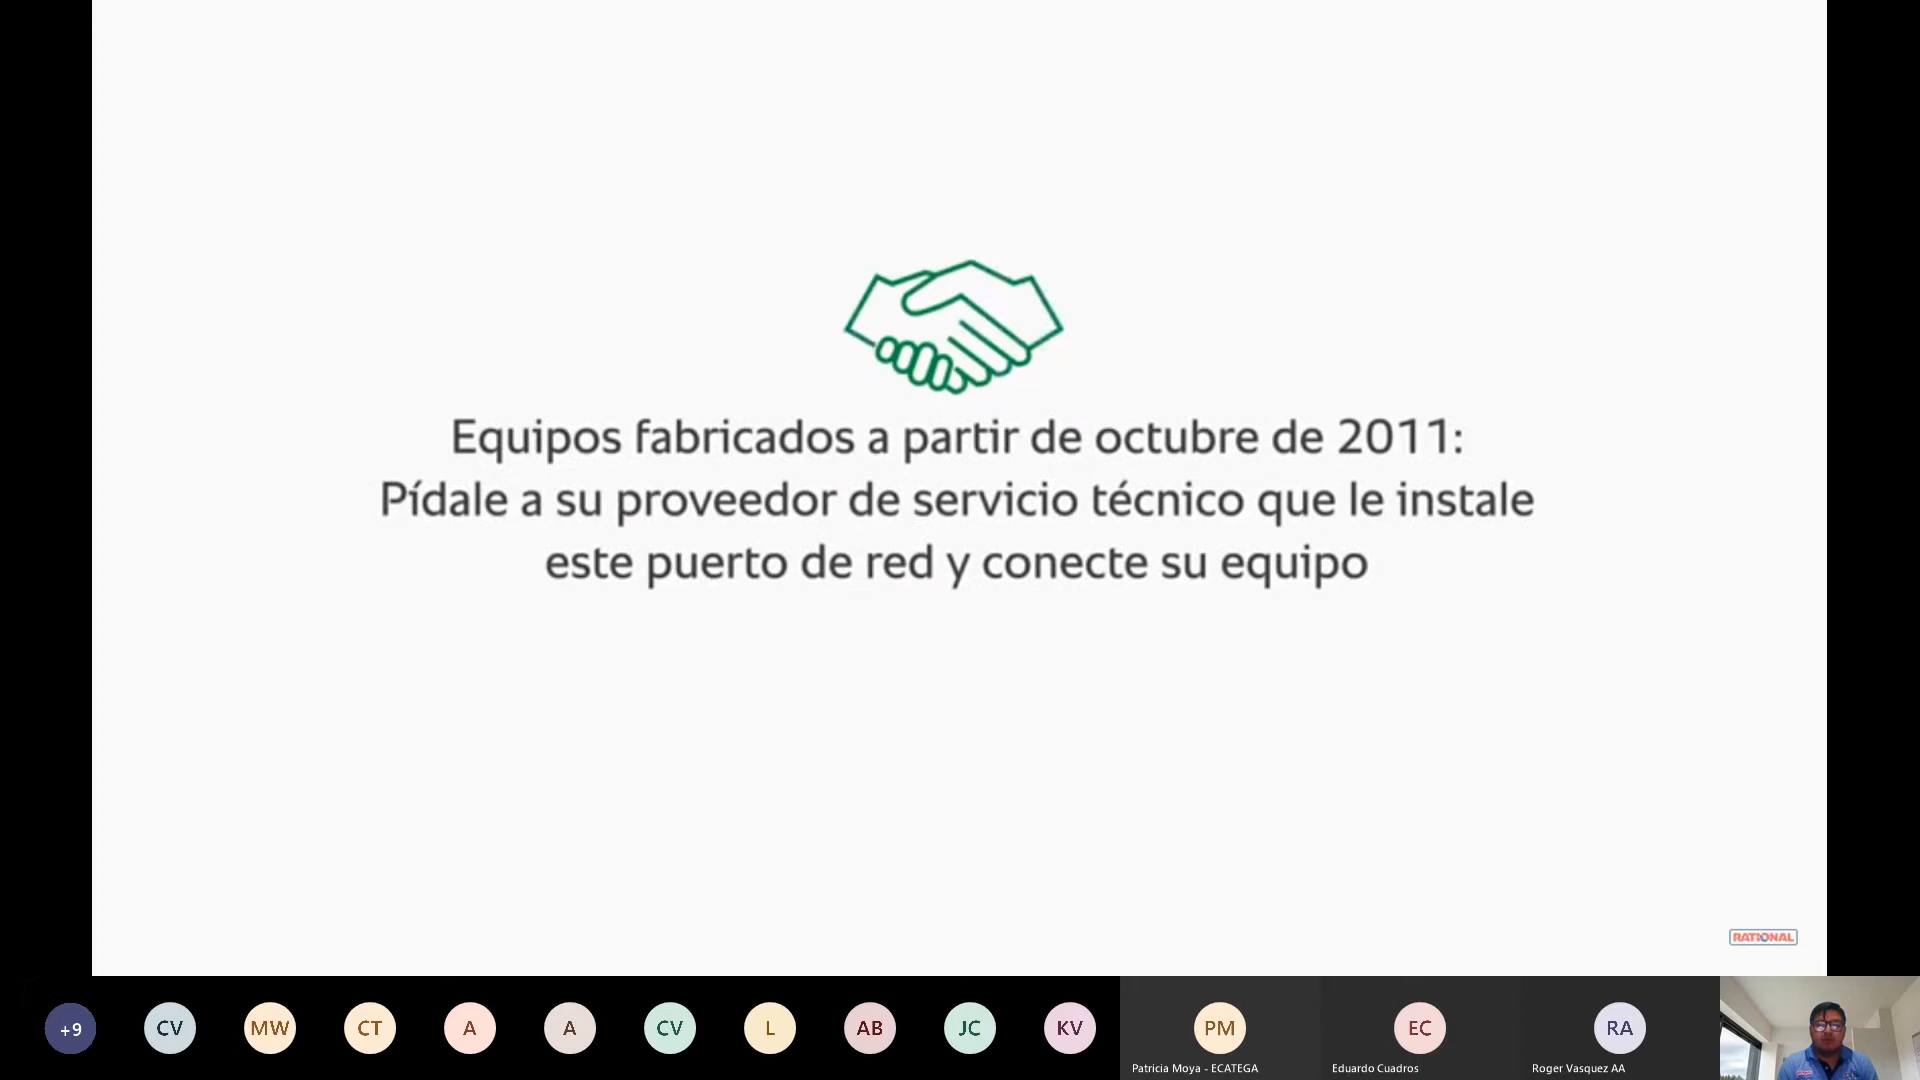 Equipos fabricados a partir de octubre de 2011:
Pídale a su proveedor de servicio técnico que le instale
este puerto de red y conecte su equipo
RATIONAL
+9
CV
MW
CT
A
A
CV
L
AB
JC
KV
PM
EC
RA
Patricia Moya - ECATEGA
Eduardo Cuadros
Roger Vasquez AA